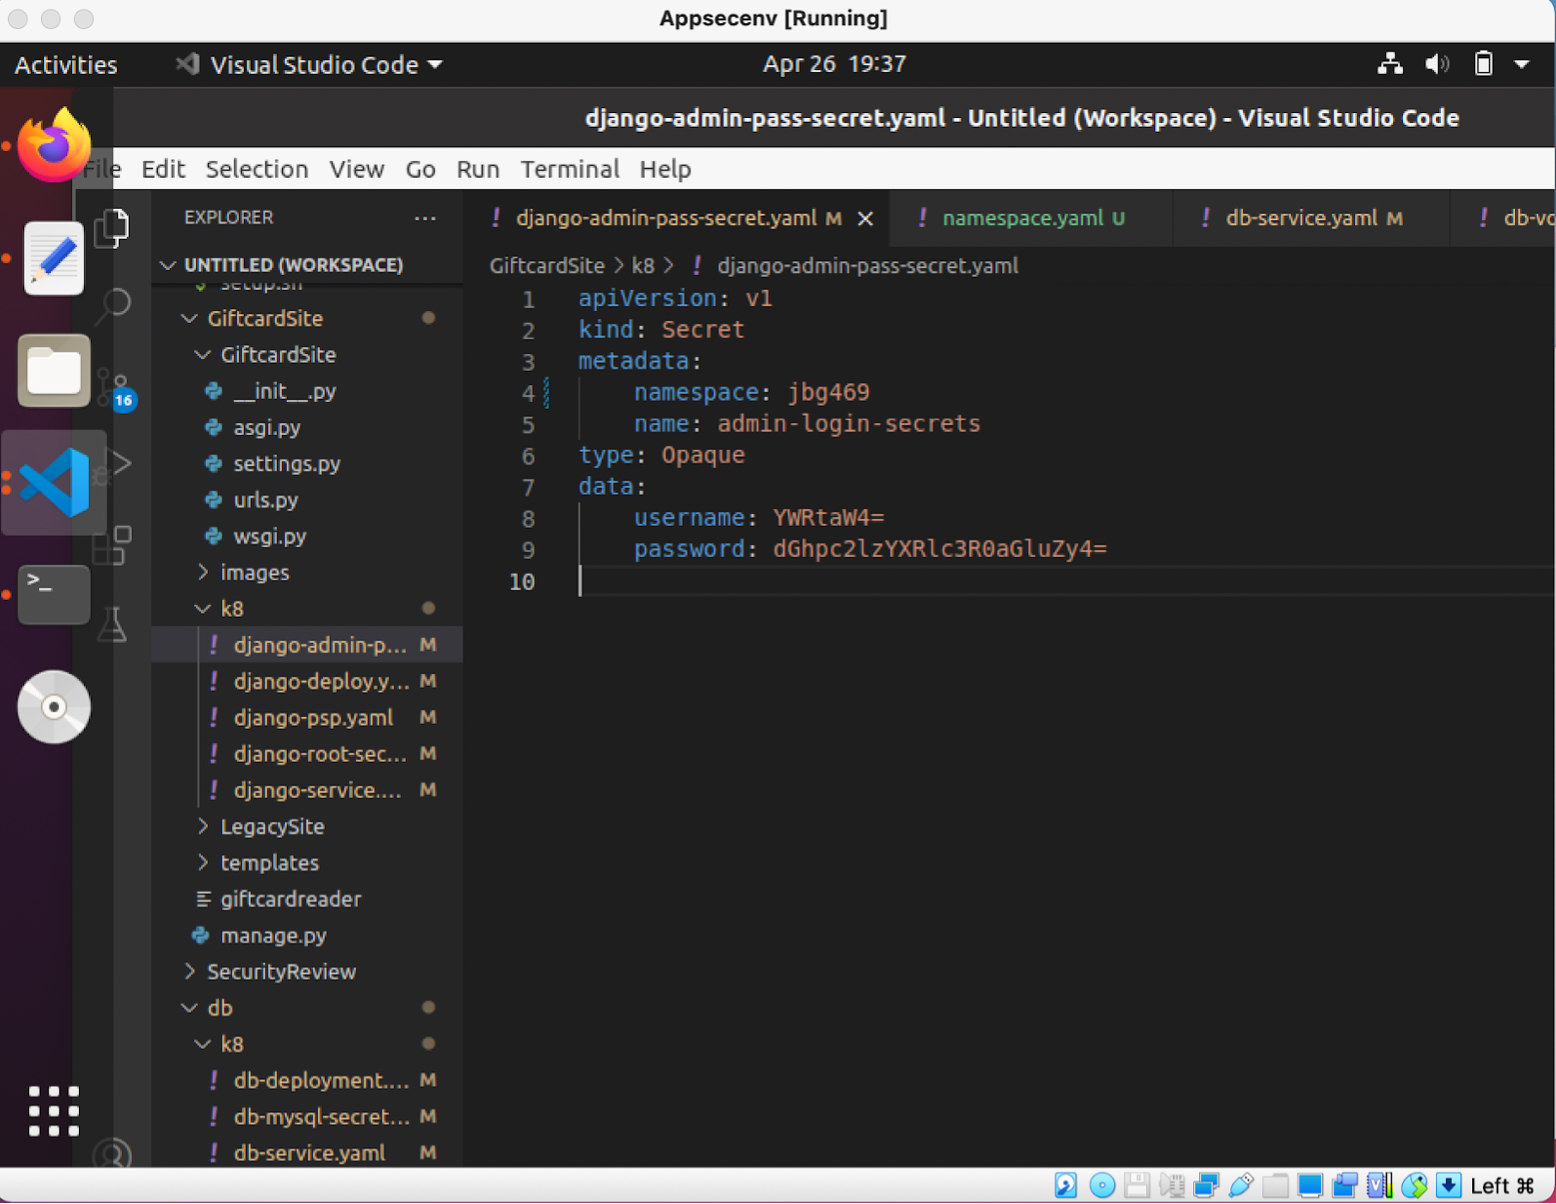 Appsecenv [Running]
Activities
Visual Studio Code
Apr 26 19:37
django-admin-pass-secret.yaml - Untitled (Workspace) - Visual Studio Code
File Edit Selection View Go Run Terminal Help
EXPLORER
...
django-admin-pass-secret.yaml M
namespace.yaml U
db-service.yaml M
db-vo
UNTITLED (WORKSPACE)
GiftcardSite > k8 > ! django-admin-pass-secret.yaml
setup.sh
GiftcardSite
GiftcardSite
__init__.py
asgi.py
settings.py
16
urls.py
wsgi.py
images
k8
django-admin-p... M
django-deploy.y... M
django-psp.yaml M
django-root-sec... M
django-service.... M
LegacySite
templates
giftcardreader
manage.py
SecurityReview
db
k8
db-deployment.... M
db-mysql-secret... M
db-service.yaml M
1 apiVersion: v1
2 kind: Secret
3 metadata:
4 namespace: jbg469
5 name: admin-login-secrets
6 type: Opaque
7 data:
8 username: YWRtaW4=
9 password: dGhpc2lzYXRlc3R0aGluZy4=
10
Left ⌘